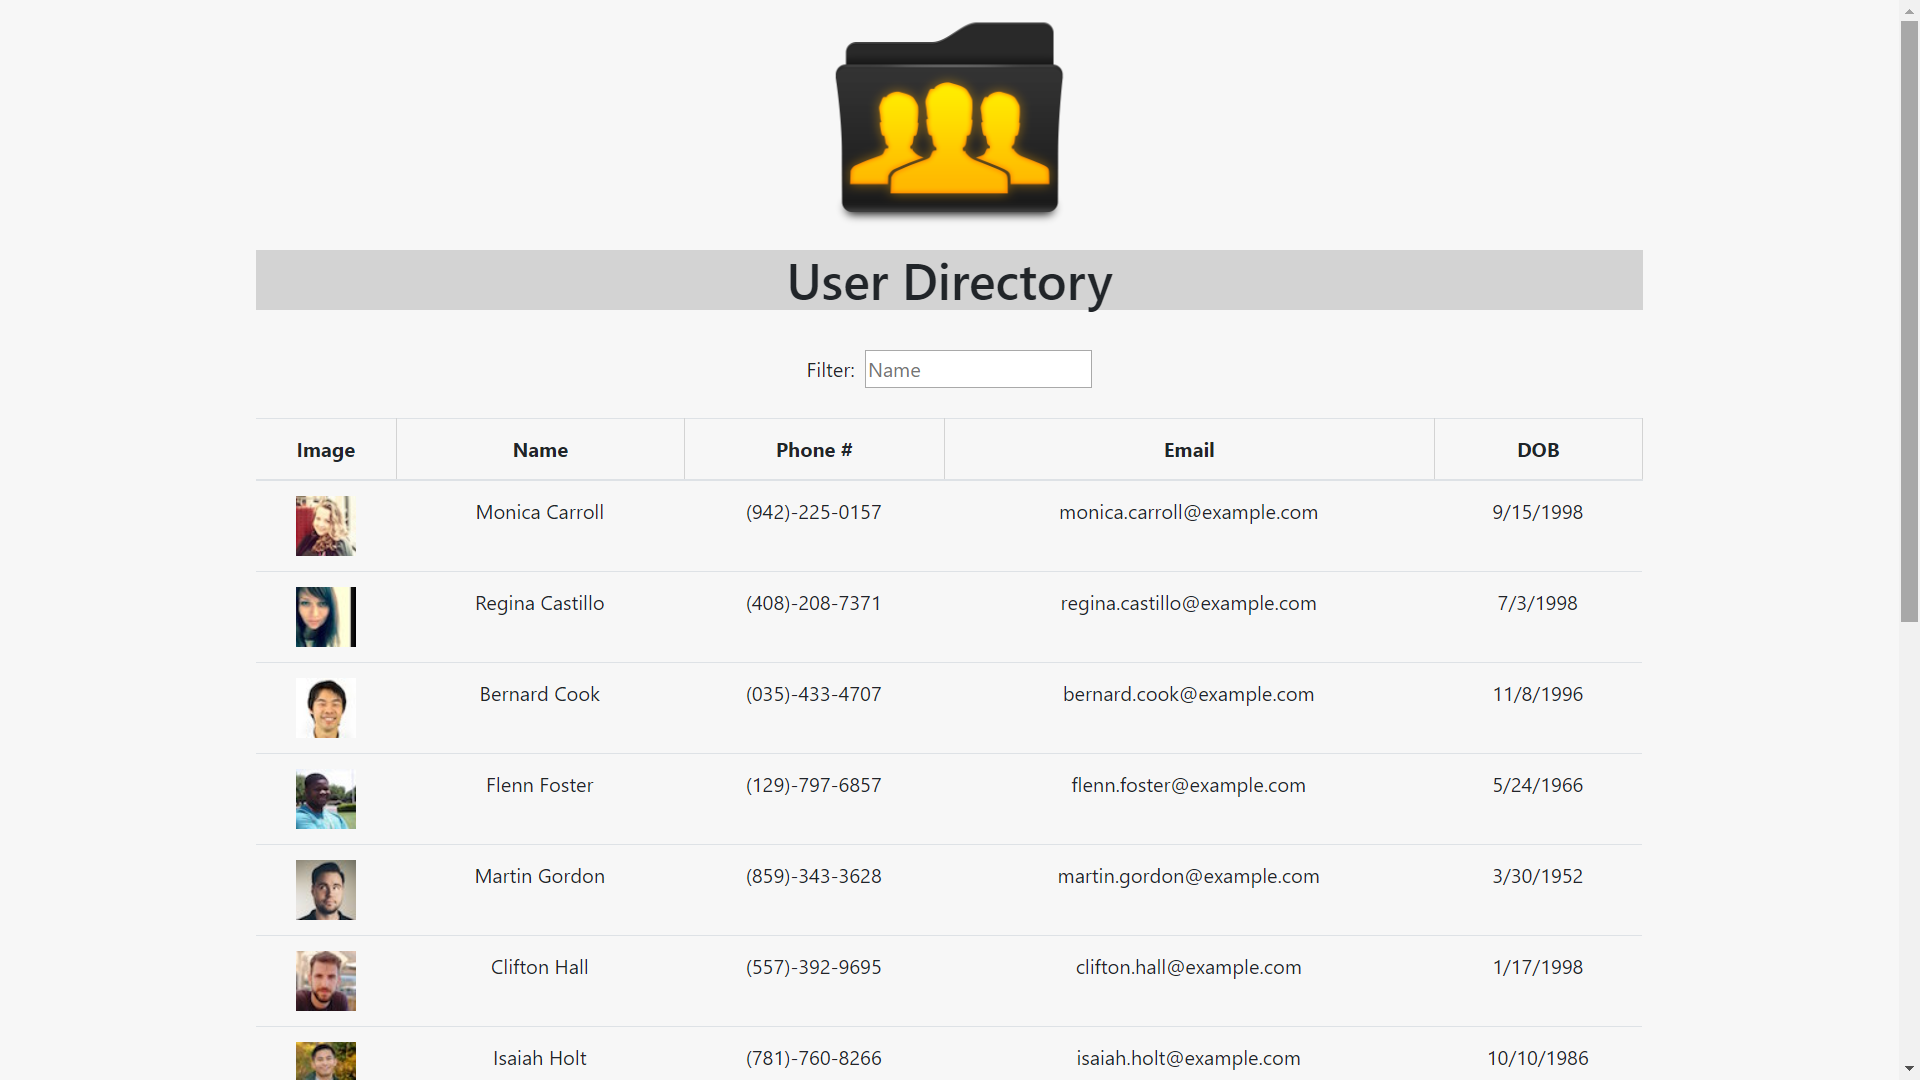 User Directory
Filter: Name
Image Name Phone # Email DOB
Monica Carroll (942)-225-0157 monica.carroll@example.com 9/15/1998
Regina Castillo (408)-208-7371 regina.castillo@example.com 7/3/1998
Bernard Cook (035)-433-4707 bernard.cook@example.com 11/8/1996
Flenn Foster (129)-797-6857 flenn.foster@example.com 5/24/1966
Martin Gordon (859)-343-3628 martin.gordon@example.com 3/30/1952
Clifton Hall (557)-392-9695 clifton.hall@example.com 1/17/1998
Isaiah Holt (781)-760-8266 isaiah.holt@example.com 10/10/1986